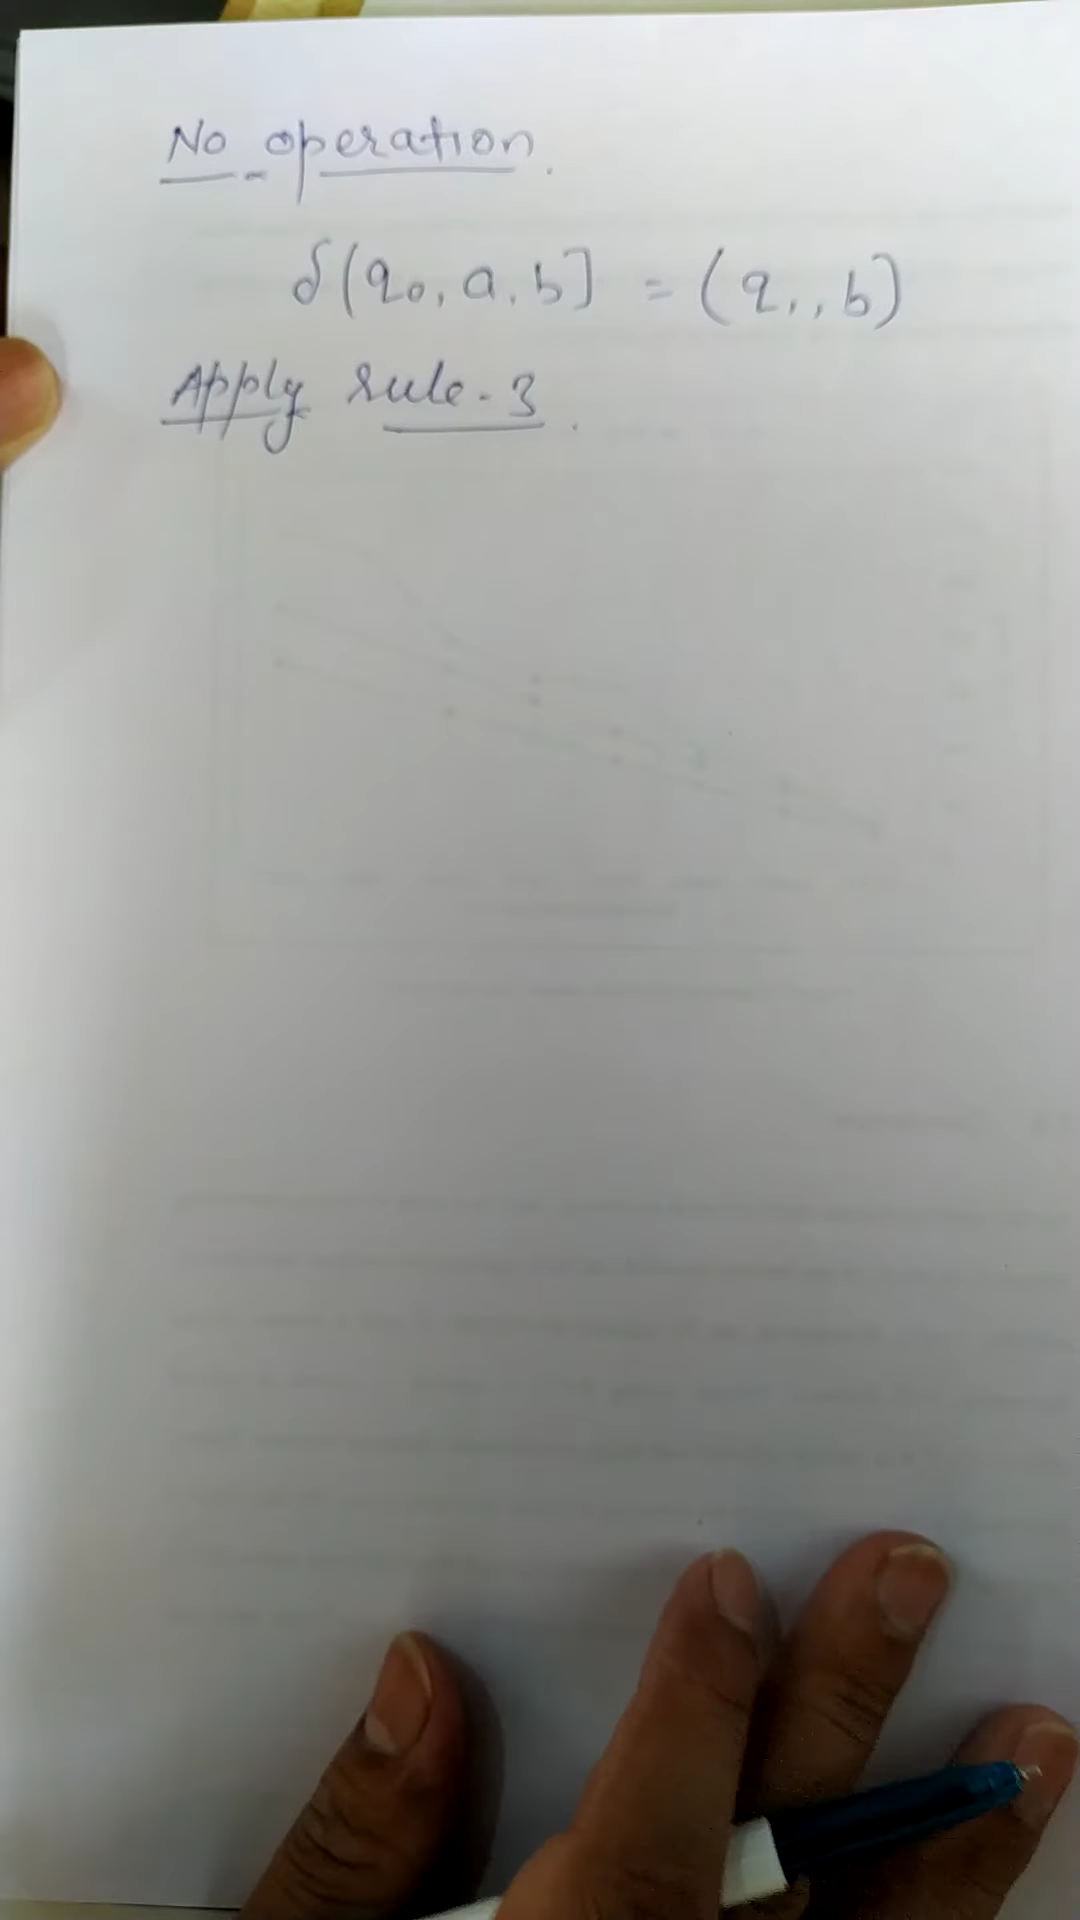 No operation.
δ(q₀, a, b] = (q₁, b)
Apply rule-3.